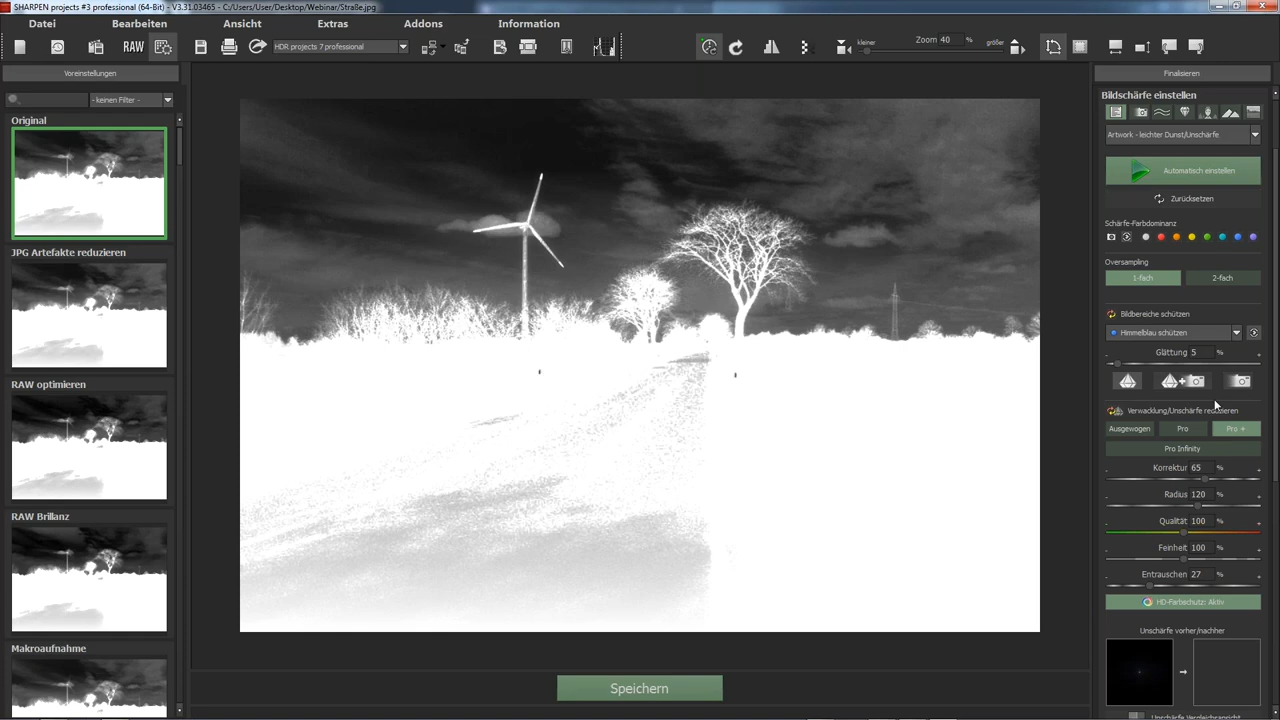 SHARPEN projects #3 professional (64-Bit) - V3.31.03465 - C:/Users/User/Desktop/Webinar/Straße.jpg
Datei Bearbeiten Ansicht Extras Addons Information
RAW HDR projects 7 professional Zoom 40 % kleiner größer
Voreinstellungen
- keinen Filter -
Original
JPG Artefakte reduzieren
RAW optimieren
RAW Brillanz
Makroaufnahme
Speichern
Finalisieren
Bildschärfe einstellen
Artwork - leichter Dunst/Unschärfe
Automatisch einstellen
Zurücksetzen
Schärfe-Farbdominanz
Oversampling
1-fach 2-fach
Bildbereiche schützen
Himmelblau schützen
Glättung 5 %
Verwacklung/Unschärfe reduzieren
Ausgewogen Pro Pro +
Pro Infinity
Korrektur 65 %
Radius 120 %
Qualität 100 %
Feinheit 100 %
Entrauschen 27 %
HD-Farbschutz: Aktiv
Unschärfe vorher/nachher
Unschärfe Vergleichsansicht